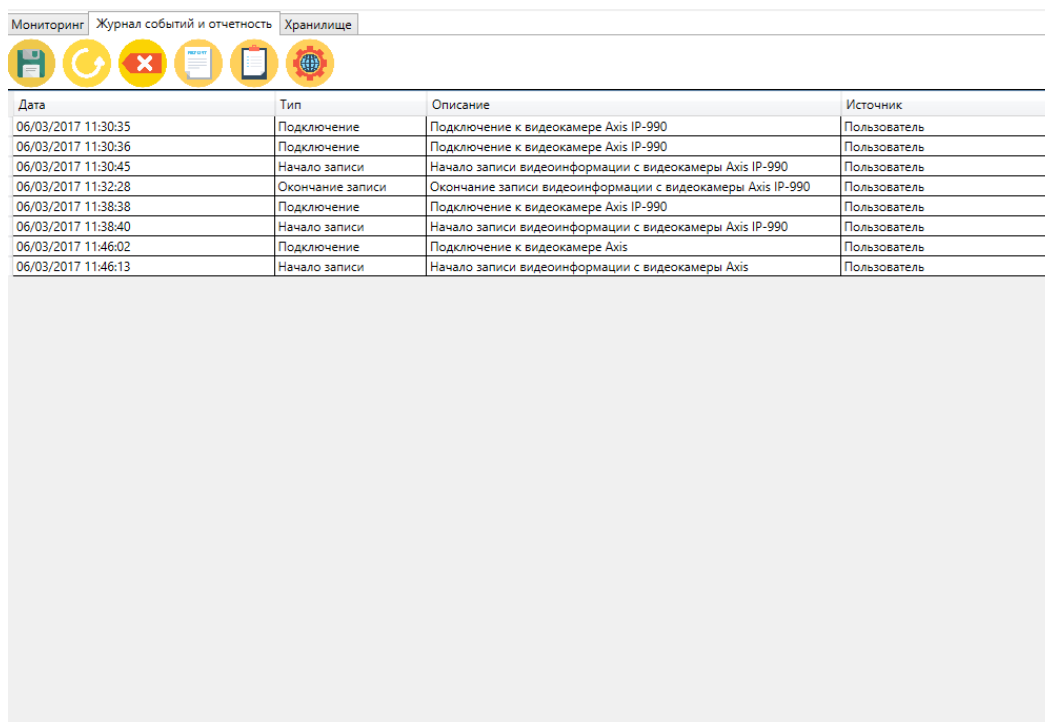 Мониторинг Журнал событий и отчетность Хранилище
REPORT
Дата Тип Описание Источник
06/03/2017 11:30:35 Подключение Подключение к видеокамере Axis IP-990 Пользователь
06/03/2017 11:30:36 Подключение Подключение к видеокамере Axis IP-990 Пользователь
06/03/2017 11:30:45 Начало записи Начало записи видеоинформации с видеокамеры Axis IP-990 Пользователь
06/03/2017 11:32:28 Окончание записи Окончание записи видеоинформации с видеокамеры Axis IP-990 Пользователь
06/03/2017 11:38:38 Подключение Подключение к видеокамере Axis IP-990 Пользователь
06/03/2017 11:38:40 Начало записи Начало записи видеоинформации с видеокамеры Axis IP-990 Пользователь
06/03/2017 11:46:02 Подключение Подключение к видеокамере Axis Пользователь
06/03/2017 11:46:13 Начало записи Начало записи видеоинформации с видеокамеры Axis Пользователь